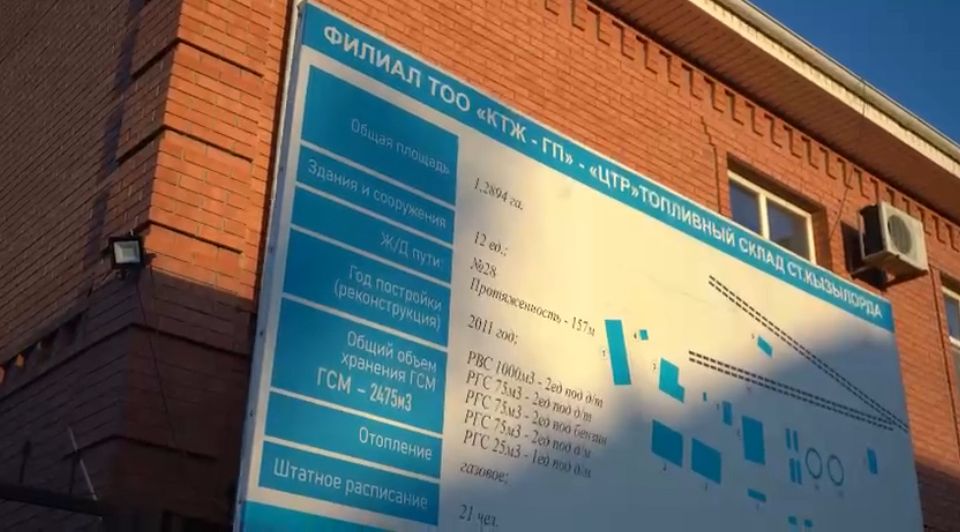 ФИЛИАЛ ТОО «КТЖ - ГП» - «ЦТР»ТОПЛИВНЫЙ СКЛАД СТ.КЫЗЫЛОРДА
Общая площадь
1,2894 га.
Здания и сооружения
12 ед.;
Ж/Д пути:
№28
Протяженность - 157м
Год постройки
(реконструкция)
2011 год;
Общий объем
хранения ГСМ
ГСМ – 2475м3
РВС 1000м3 - 2ед под д/т
РГС 75м3 - 2ед под д/т
РГС 75м3 - 2ед под бензин
РГС 75м3 - 2ед под д/м
РГС 25м3 - 1ед под д/м
Отопление
газовое;
Штатное расписание
21 чел.